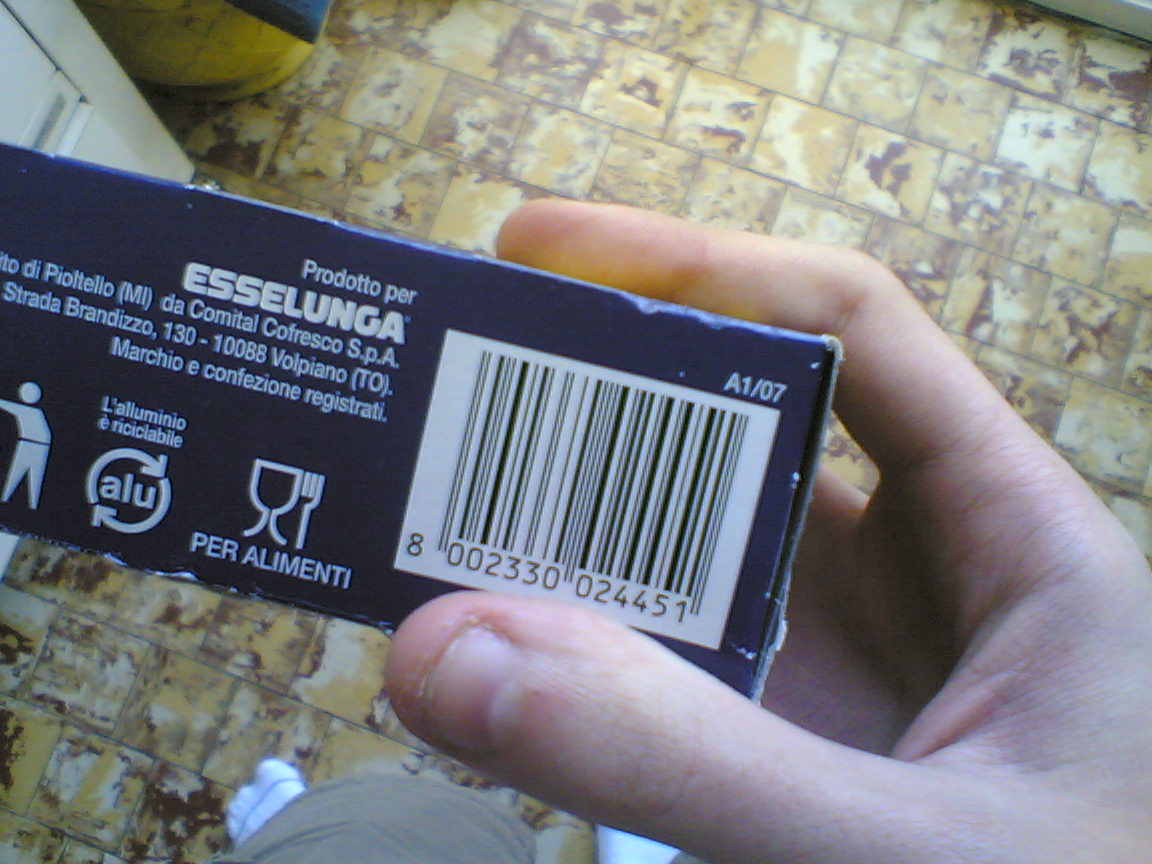 Prodotto per
ESSELUNGA
di Pioltello (MI) da Comital Cofresco S.p.A.
Strada Brandizzo, 130 - 10088 Volpiano (TO).
Marchio e confezione registrati.
L'alluminio
è riciclabile
alu
PER ALIMENTI
A1/07
8 002330 024451